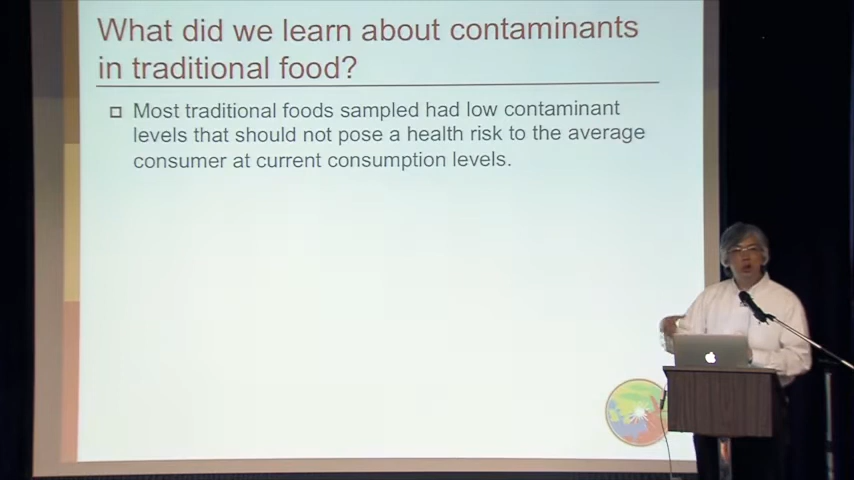 What did we learn about contaminants
in traditional food?
Most traditional foods sampled had low contaminant
levels that should not pose a health risk to the average
consumer at current consumption levels.